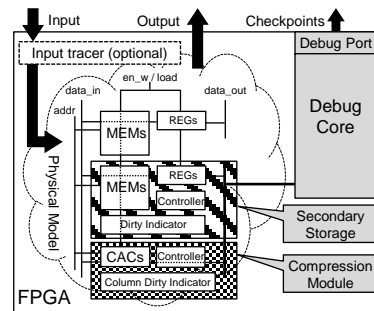 Input
Output
Checkpoints
Input tracer (optional)
Debug Port
en_w / load
data_in
data_out
addr
Debug
Core
MEMs
REGs
Physical Model
MEMs
REGs
Controller
Dirty Indicator
Secondary
Storage
CACs
Controller
Column Dirty Indicator
Compression
Module
FPGA